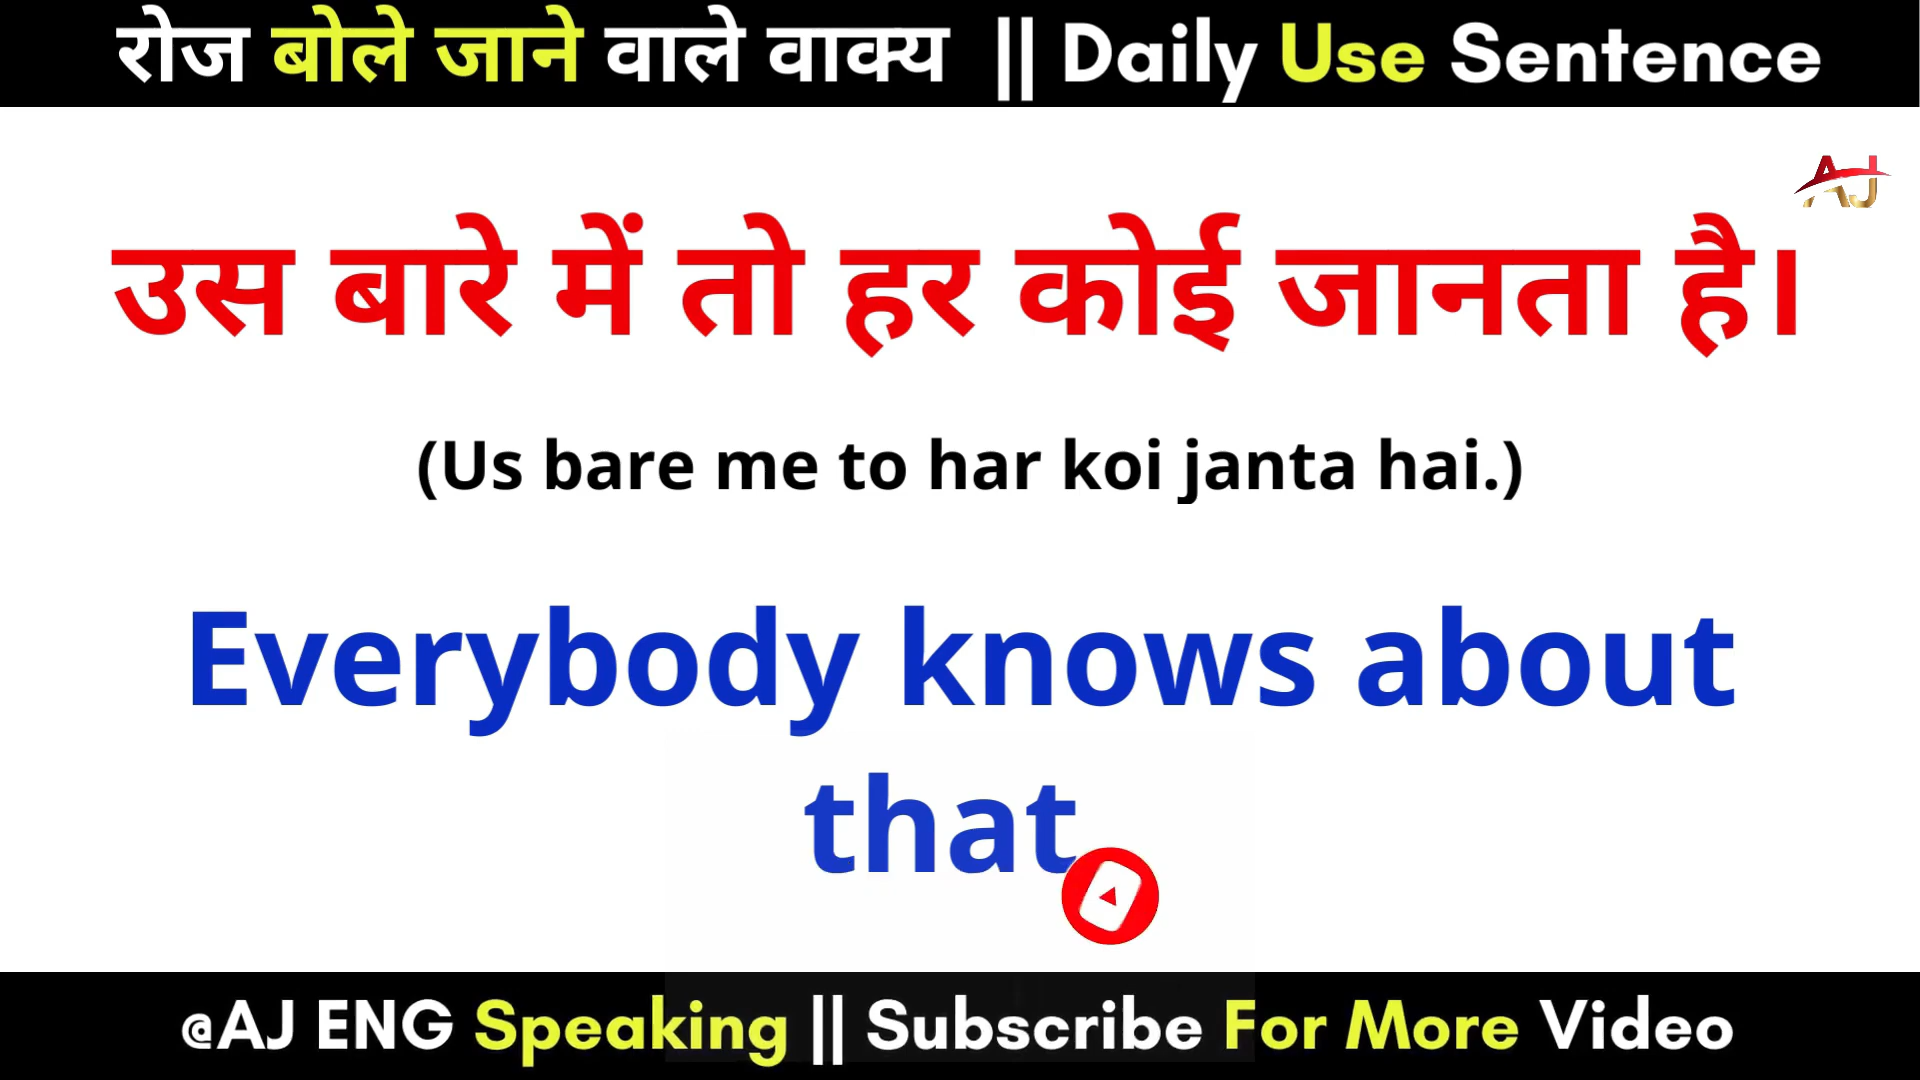 रोज बोले जाने वाले वाक्य || Daily Use Sentence
AJ
उस बारे में तो हर कोई जानता है।
(Us bare me to har koi janta hai.)
Everybody knows about
that
@AJ ENG Speaking || Subscribe For More Video